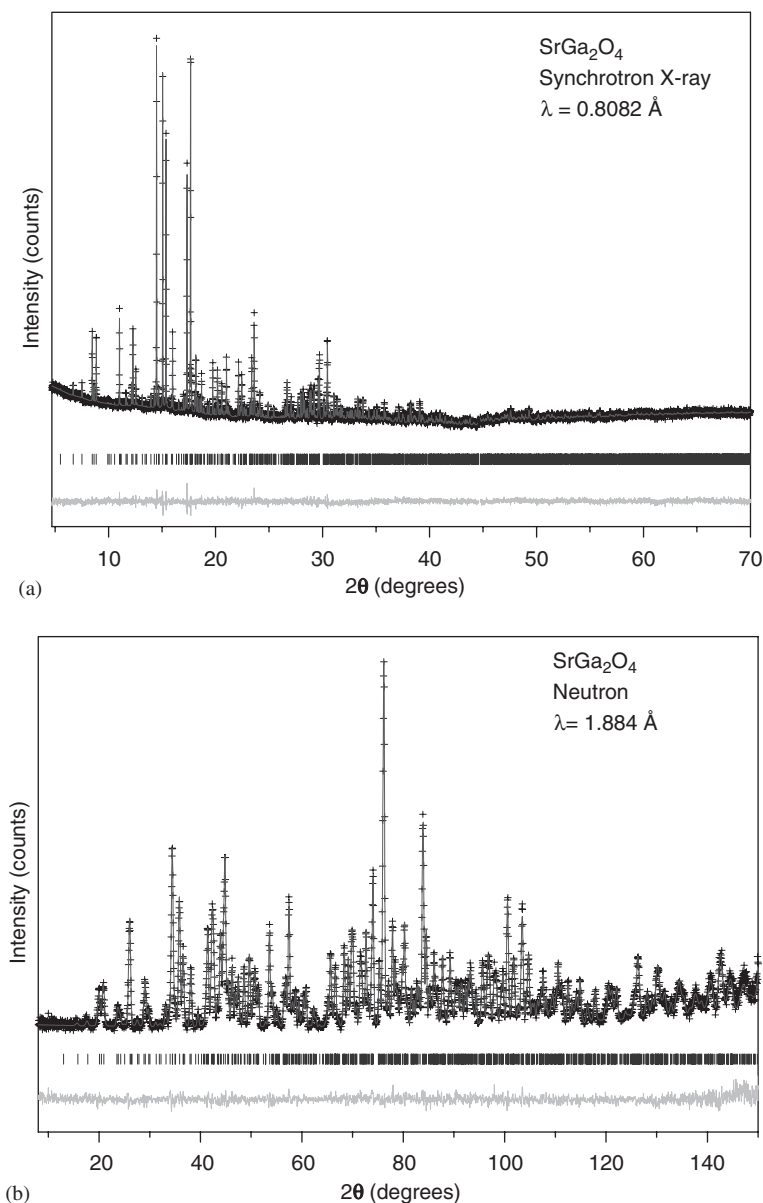 SrGa₂O₄
Synchrotron X-ray
λ = 0.8082 Å
Intensity (counts)
10 20 30 40 50 60 70
2θ (degrees)
(a)
SrGa₂O₄
Neutron
λ= 1.884 Å
Intensity (counts)
20 40 60 80 100 120 140
2θ (degrees)
(b)